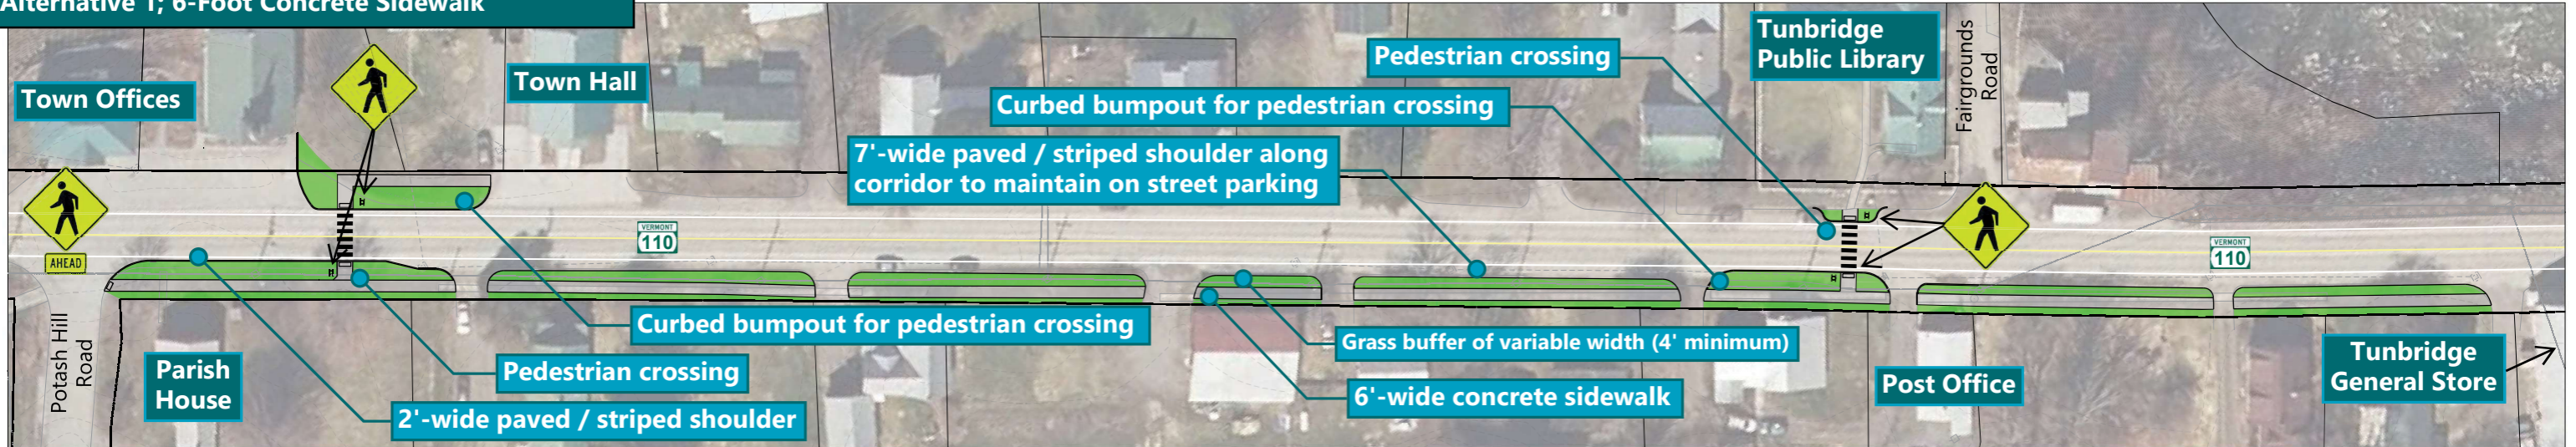 Alternative 1; 6-Foot Concrete Sidewalk
Town Offices
Town Hall
Pedestrian crossing
Tunbridge
Public Library
Fairgrounds
Road
Curbed bumpout for pedestrian crossing
7'-wide paved / striped shoulder along
corridor to maintain on street parking
AHEAD
VERMONT
110
VERMONT
110
Potash Hill
Road
Parish
House
Curbed bumpout for pedestrian crossing
Pedestrian crossing
2'-wide paved / striped shoulder
Grass buffer of variable width (4' minimum)
6'-wide concrete sidewalk
Post Office
Tunbridge
General Store